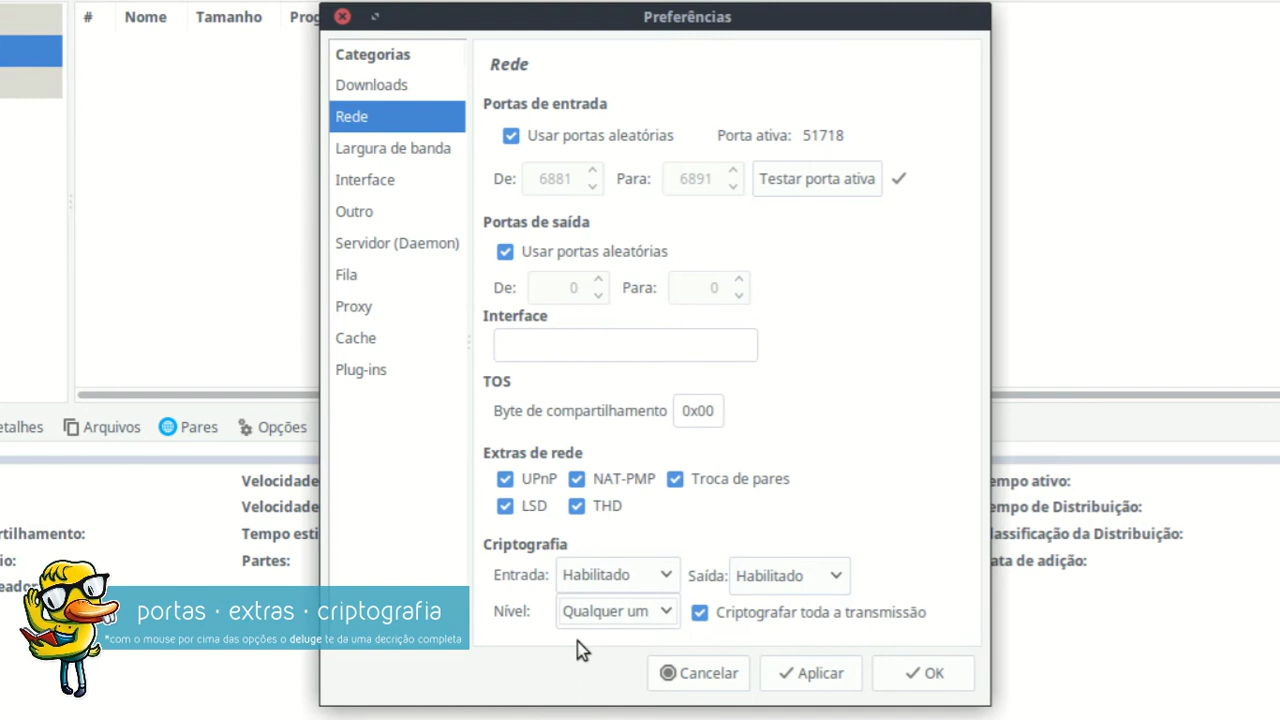 # Nome Tamanho Prog
Preferências
Categorias
Downloads
Rede
Largura de banda
Interface
Outro
Servidor (Daemon)
Fila
Proxy
Cache
Plug-ins
Rede
Portas de entrada
Usar portas aleatórias Porta ativa: 51718
De: 6881 Para: 6891 Testar porta ativa
Portas de saída
Usar portas aleatórias
De: 0 Para: 0
Interface
TOS
Byte de compartilhamento 0x00
Extras de rede
UPnP NAT-PMP Troca de pares
LSD THD
Criptografia
Entrada: Habilitado Saída: Habilitado
Nível: Qualquer um Criptografar toda a transmissão
Cancelar Aplicar OK
etalhes Arquivos Pares Opções
Velocidade
Velocidade
rtilhamento: Tempo esti
io: Partes:
eador
empo ativo:
empo de Distribuição:
lassificação da Distribuição:
ata de adição:
portas · extras · criptografia
*com o mouse por cima das opções o deluge te da uma decrição completa